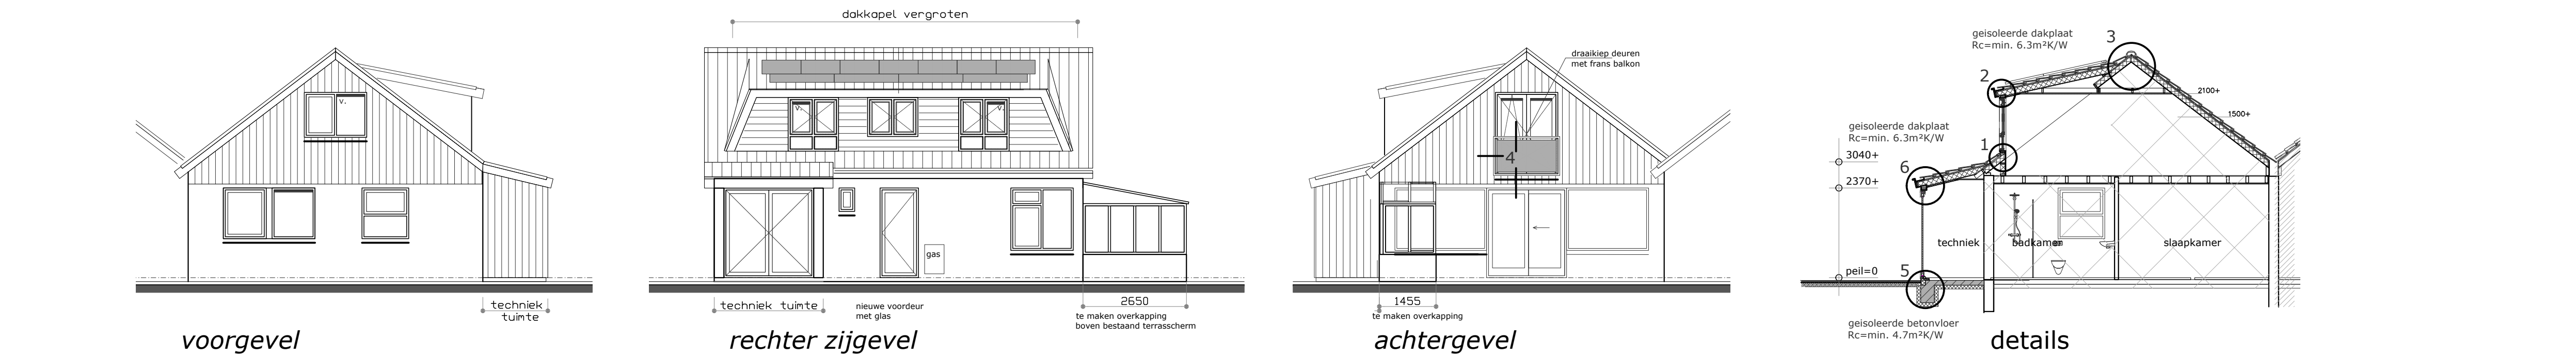 v.
techniek
tuimte
voorgevel
dakkapel vergroten
v.
v.
gas
techniek tuimte
nieuwe voordeur
met glas
2650
te maken overkapping
boven bestaand terrasscherm
rechter zijgevel
draaikiep deuren
met frans balkon
4
1455
te maken overkapping
achtergevel
geisoleerde dakplaat
Rc=min. 6.3m²K/W
3
2
2100+
1500+
geisoleerde dakplaat
Rc=min. 6.3m²K/W
1
3040+
6
2370+
techniek
badkamer
slaapkamer
peil=0
5
geisoleerde betonvloer
Rc=min. 4.7m²K/W
details